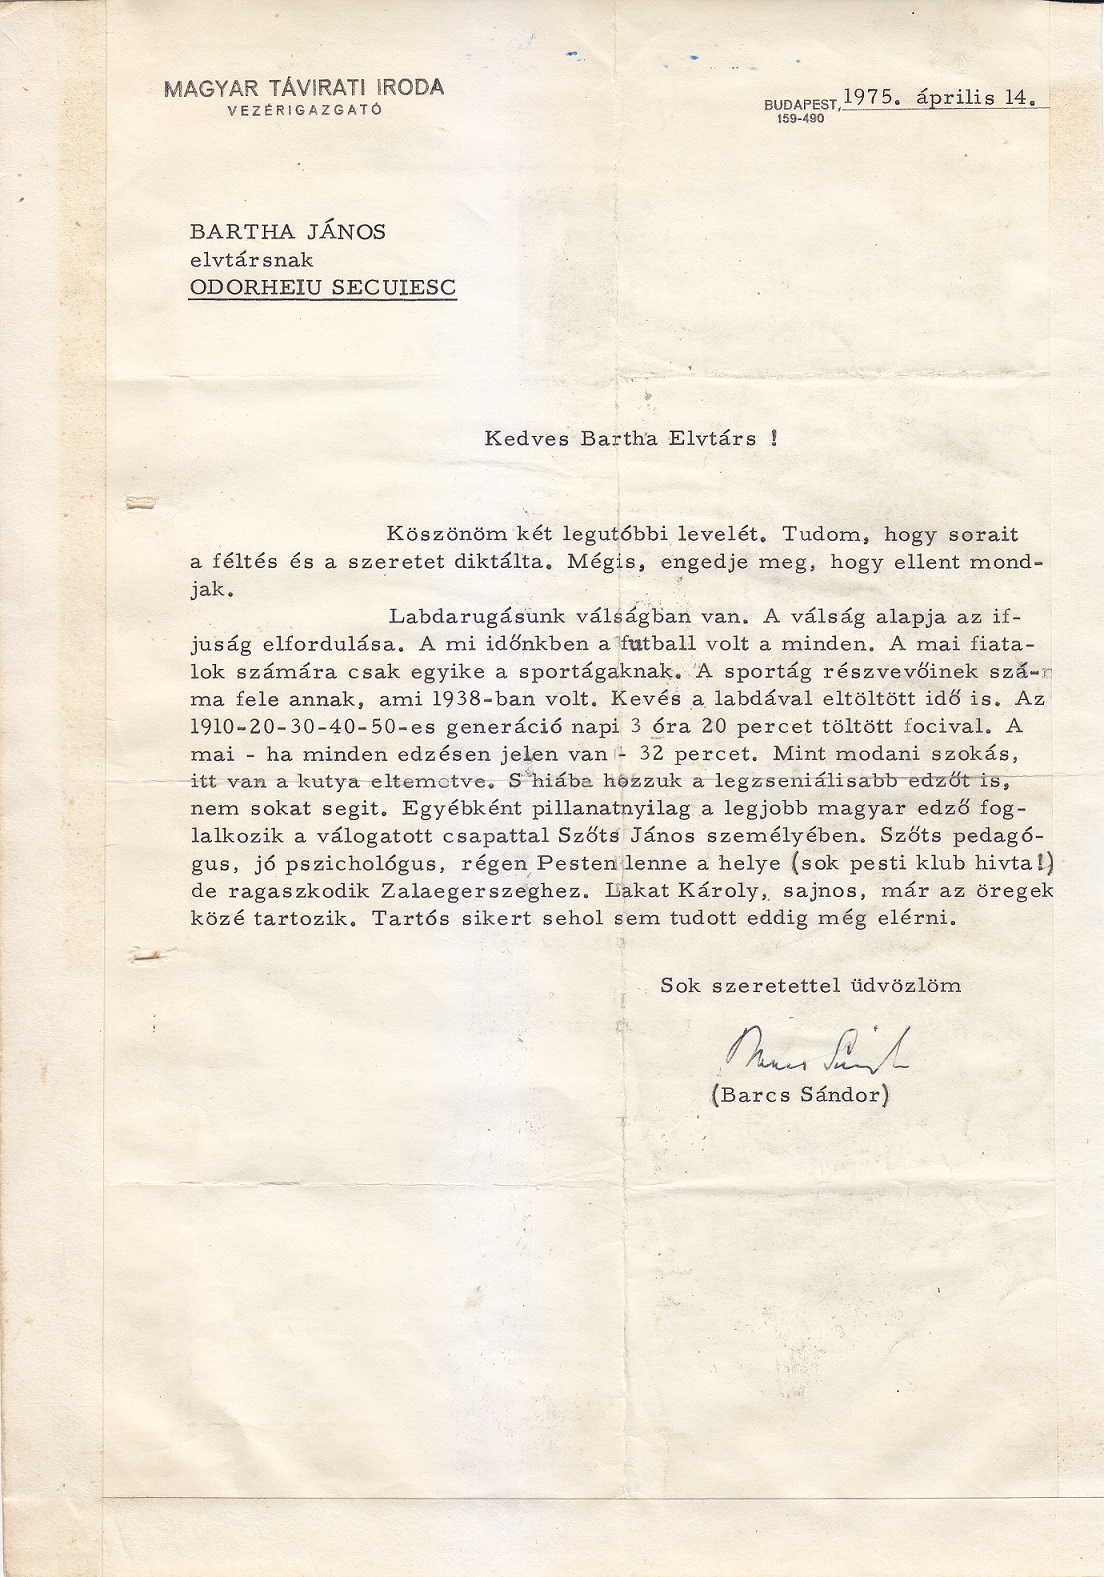 MAGYAR TÁVIRATI IRODA
VEZÉRIGAZGATÓ
BUDAPEST, 1975. április 14.
159-490
BARTHA JÁNOS
elvtársnak
ODORHEIU SECUIESC
Kedves Bartha Elvtárs !
Köszönöm két legutóbbi levelét. Tudom, hogy sorait
a féltés és a szeretet diktálta. Mégis, engedje meg, hogy ellent mond-
jak.
Labdarugásunk válságban van. A válság alapja az if-
juság elfordulása. A mi időnkben a futball volt a minden. A mai fiata-
lok számára csak egyike a sportágaknak. A sportág részvevőinek szá-
ma fele annak, ami 1938-ban volt. Kevés a labdával eltöltött idő is. Az
1910-20-30-40-50-es generáció napi 3 óra 20 percet töltött focival. A
mai - ha minden edzésen jelen van - 32 percet. Mint modani szokás,
itt van a kutya eltemetve. S hiába hozzuk a legzseniálisabb edzőt is,
nem sokat segit. Egyébként pillanatnyilag a legjobb magyar edző fog-
lalkozik a válogatott csapattal Szőts János személyében. Szőts pedagó-
gus, jó pszichológus, régen Pesten lenne a helye (sok pesti klub hivta!)
de ragaszkodik Zalaegerszeghez. Lakat Károly, sajnos, már az öregek
közé tartozik. Tartós sikert sehol sem tudott eddig még elérni.
Sok szeretettel üdvözlöm
Barcs Sándor
(Barcs Sándor)